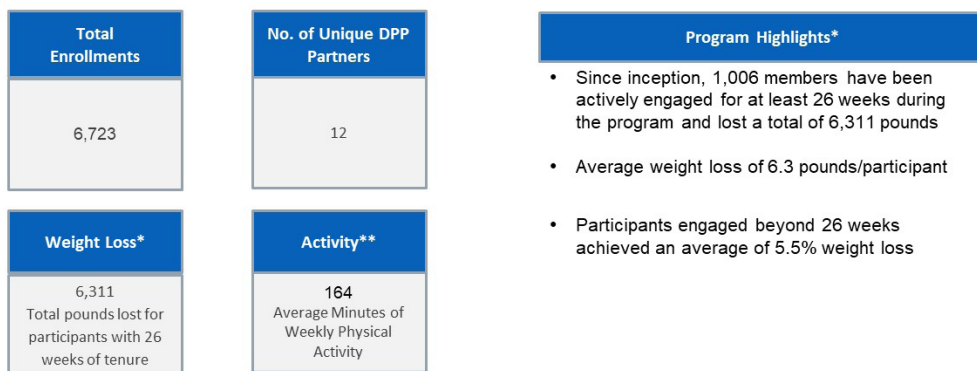 Total
Enrollments
6,723
No. of Unique DPP
Partners
12
Weight Loss*
6,311
Total pounds lost for
participants with 26
weeks of tenure
Activity**
164
Average Minutes of
Weekly Physical
Activity
Program Highlights*
• Since inception, 1,006 members have been
actively engaged for at least 26 weeks during
the program and lost a total of 6,311 pounds
• Average weight loss of 6.3 pounds/participant
• Participants engaged beyond 26 weeks
achieved an average of 5.5% weight loss